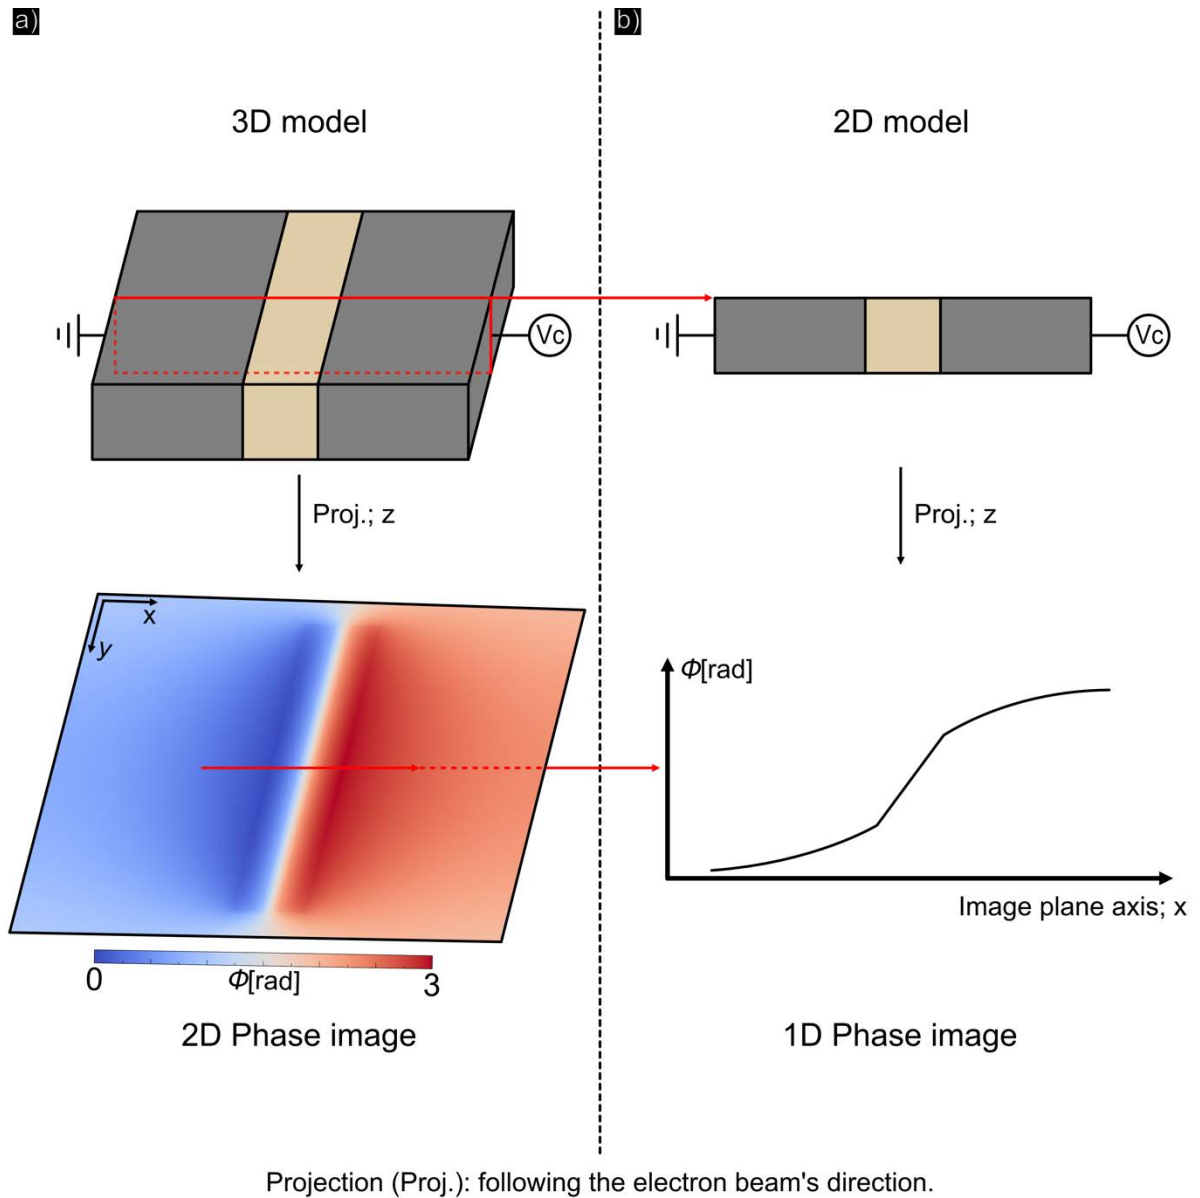 a)
3D model
Vc
Proj.; z
x
y
0
Φ[rad]
3
2D Phase image
b)
2D model
Vc
Proj.; z
Φ[rad]
Image plane axis; x
1D Phase image
Projection (Proj.): following the electron beam's direction.